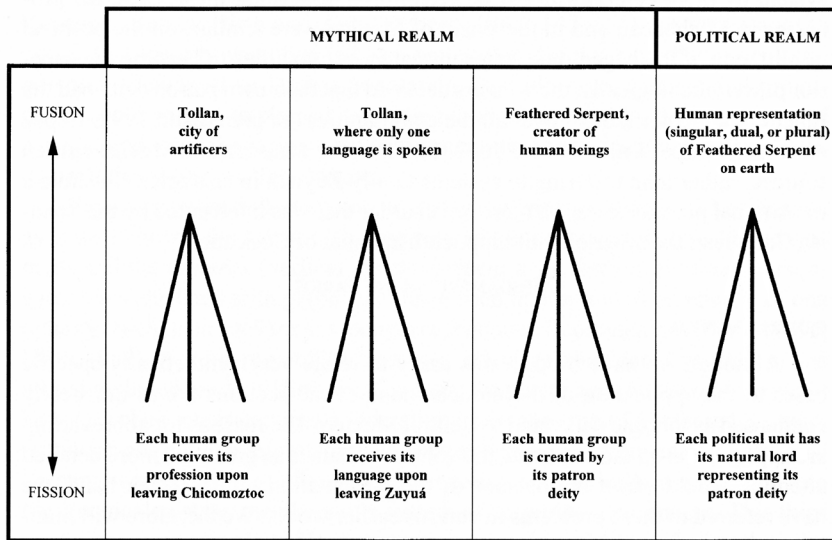 MYTHICAL REALM
POLITICAL REALM
FUSION
FISSION
Tollan,
city of
artificers
Each human group
receives its
profession upon
leaving Chicomoztoc
Tollan,
where only one
language is spoken
Each human group
receives its
language upon
leaving Zuyuá
Feathered Serpent,
creator of
human beings
Each human group
is created by
its patron
deity
Human representation
(singular, dual, or plural)
of Feathered Serpent
on earth
Each political unit has
its natural lord
representing its
patron deity